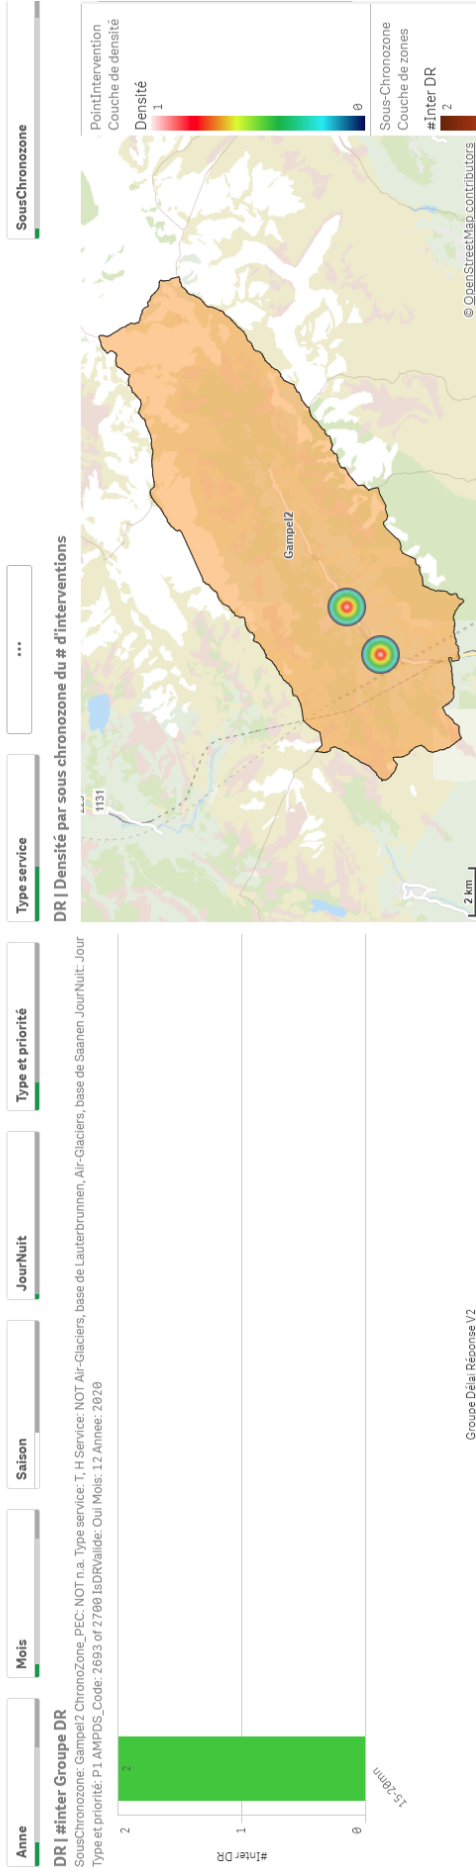 Anne
Mois
Saison
JourNuit
Type et priorité
Type service
...
SousChronozone
DR | #inter Groupe DR
SousChronozone: Gampel2 ChronoZone_PEC: NOT n.a. Type service: T, H Service: NOT Air-Glaciers, base de Lauterbrunnen, Air-Glaciers, base de Saanen JourNuit: Jour
Type et priorité: P1 AMPDS_Code: 2693 of 2700 IsDRValide: Oui Mois: 12 Annee: 2020
#Inter DR
2
1
0
2
15-20mn
Groupe Délai Réponse V2
DR | Densité par sous chronozone du # d'interventions
1131
Gampel2
2 km
© OpenStreetMap contributors
PointIntervention
Couche de densité
Densité
1
0
Sous-Chronozone
Couche de zones
#Inter DR
2